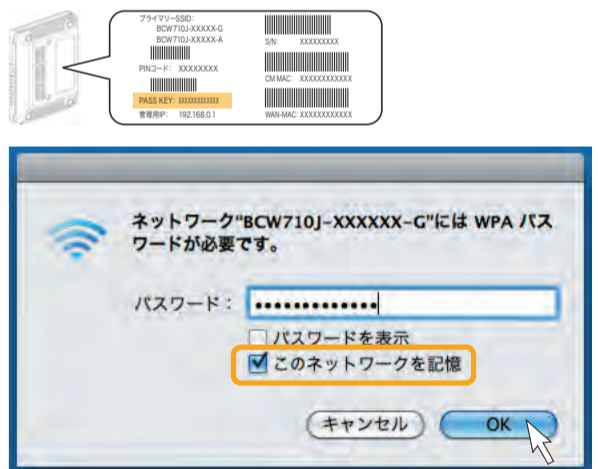 プライマリーSSID:
BCW710J-XXXXX-G
BCW710J-XXXXX-A
PINコード: XXXXXXXX
PASS KEY: XXXXXXXXXXXXX
管理用IP: 192.168.0.1
S/N: XXXXXXXXX
CM MAC: XXXXXXXXXXXX
WAN-MAC: XXXXXXXXXXXX
ネットワーク"BCW710J-XXXXXX-G"には WPA パス
ワードが必要です。
パスワード： •••••••••••••
パスワードを表示
このネットワークを記憶
キャンセル OK